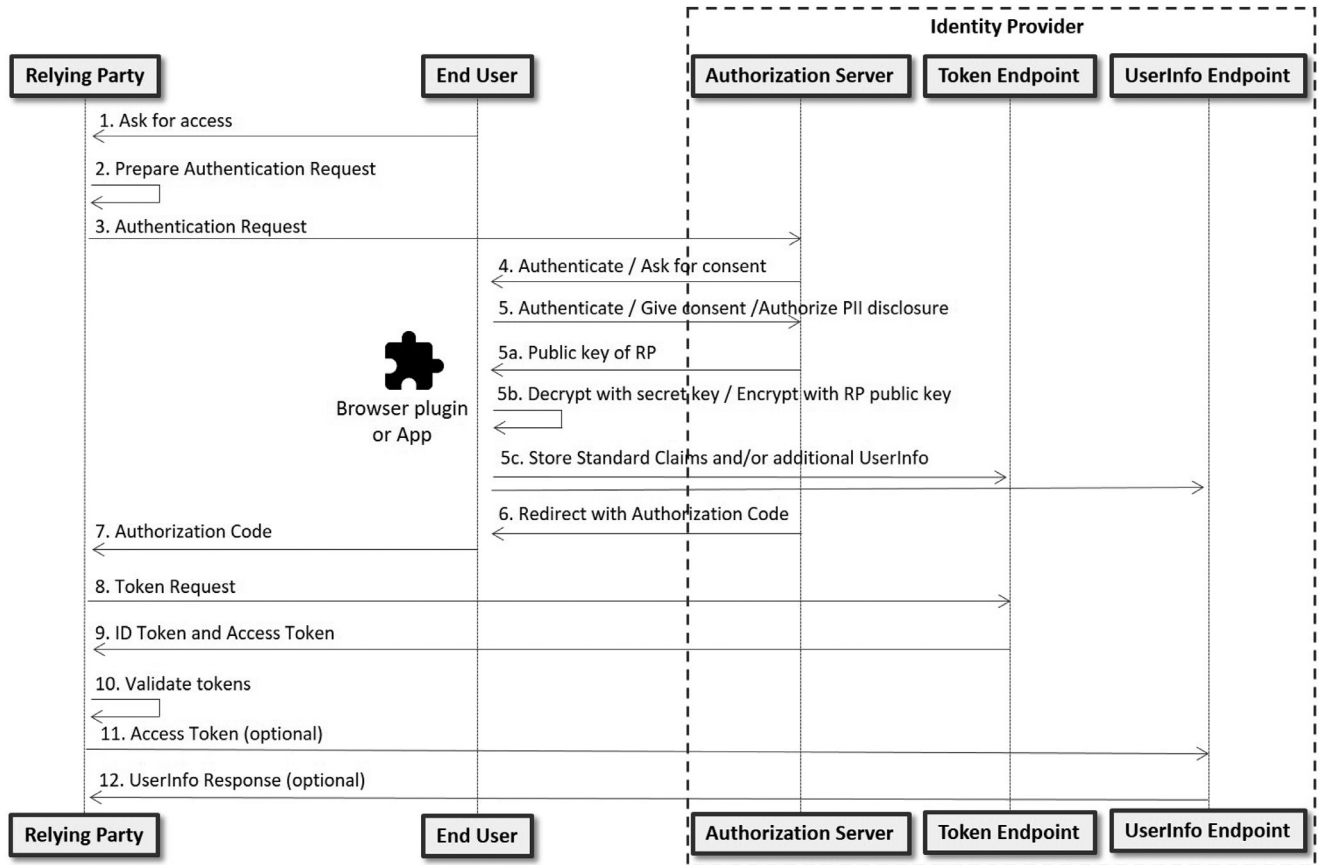 Identity Provider
Relying Party
End User
Authorization Server
Token Endpoint
UserInfo Endpoint
1. Ask for access
2. Prepare Authentication Request
3. Authentication Request
4. Authenticate / Ask for consent
5. Authenticate / Give consent /Authorize PII disclosure
5a. Public key of RP
5b. Decrypt with secret key / Encrypt with RP public key
Browser plugin
or App
5c. Store Standard Claims and/or additional UserInfo
6. Redirect with Authorization Code
7. Authorization Code
8. Token Request
9. ID Token and Access Token
10. Validate tokens
11. Access Token (optional)
12. UserInfo Response (optional)
Relying Party
End User
Authorization Server
Token Endpoint
UserInfo Endpoint